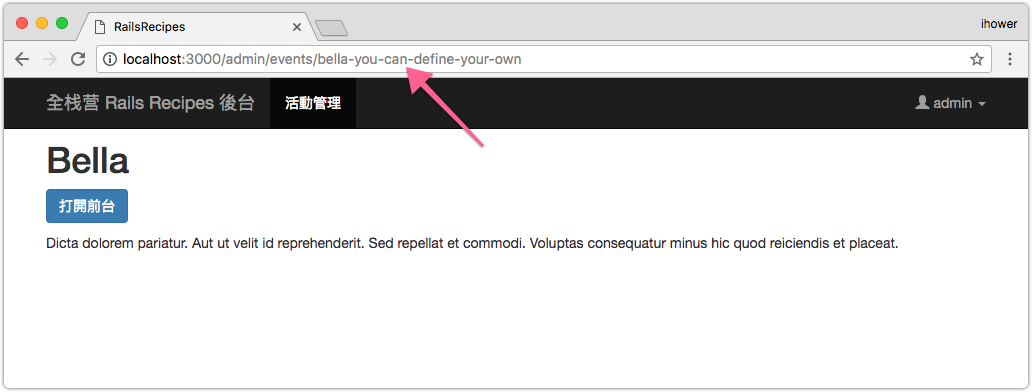 RailsRecipes
ihower
localhost:3000/admin/events/bella-you-can-define-your-own
全栈营 Rails Recipes 後台 活動管理 admin
Bella
打開前台
Dicta dolorem pariatur. Aut ut velit id reprehenderit. Sed repellat et commodi. Voluptas consequatur minus hic quod reiciendis et placeat.